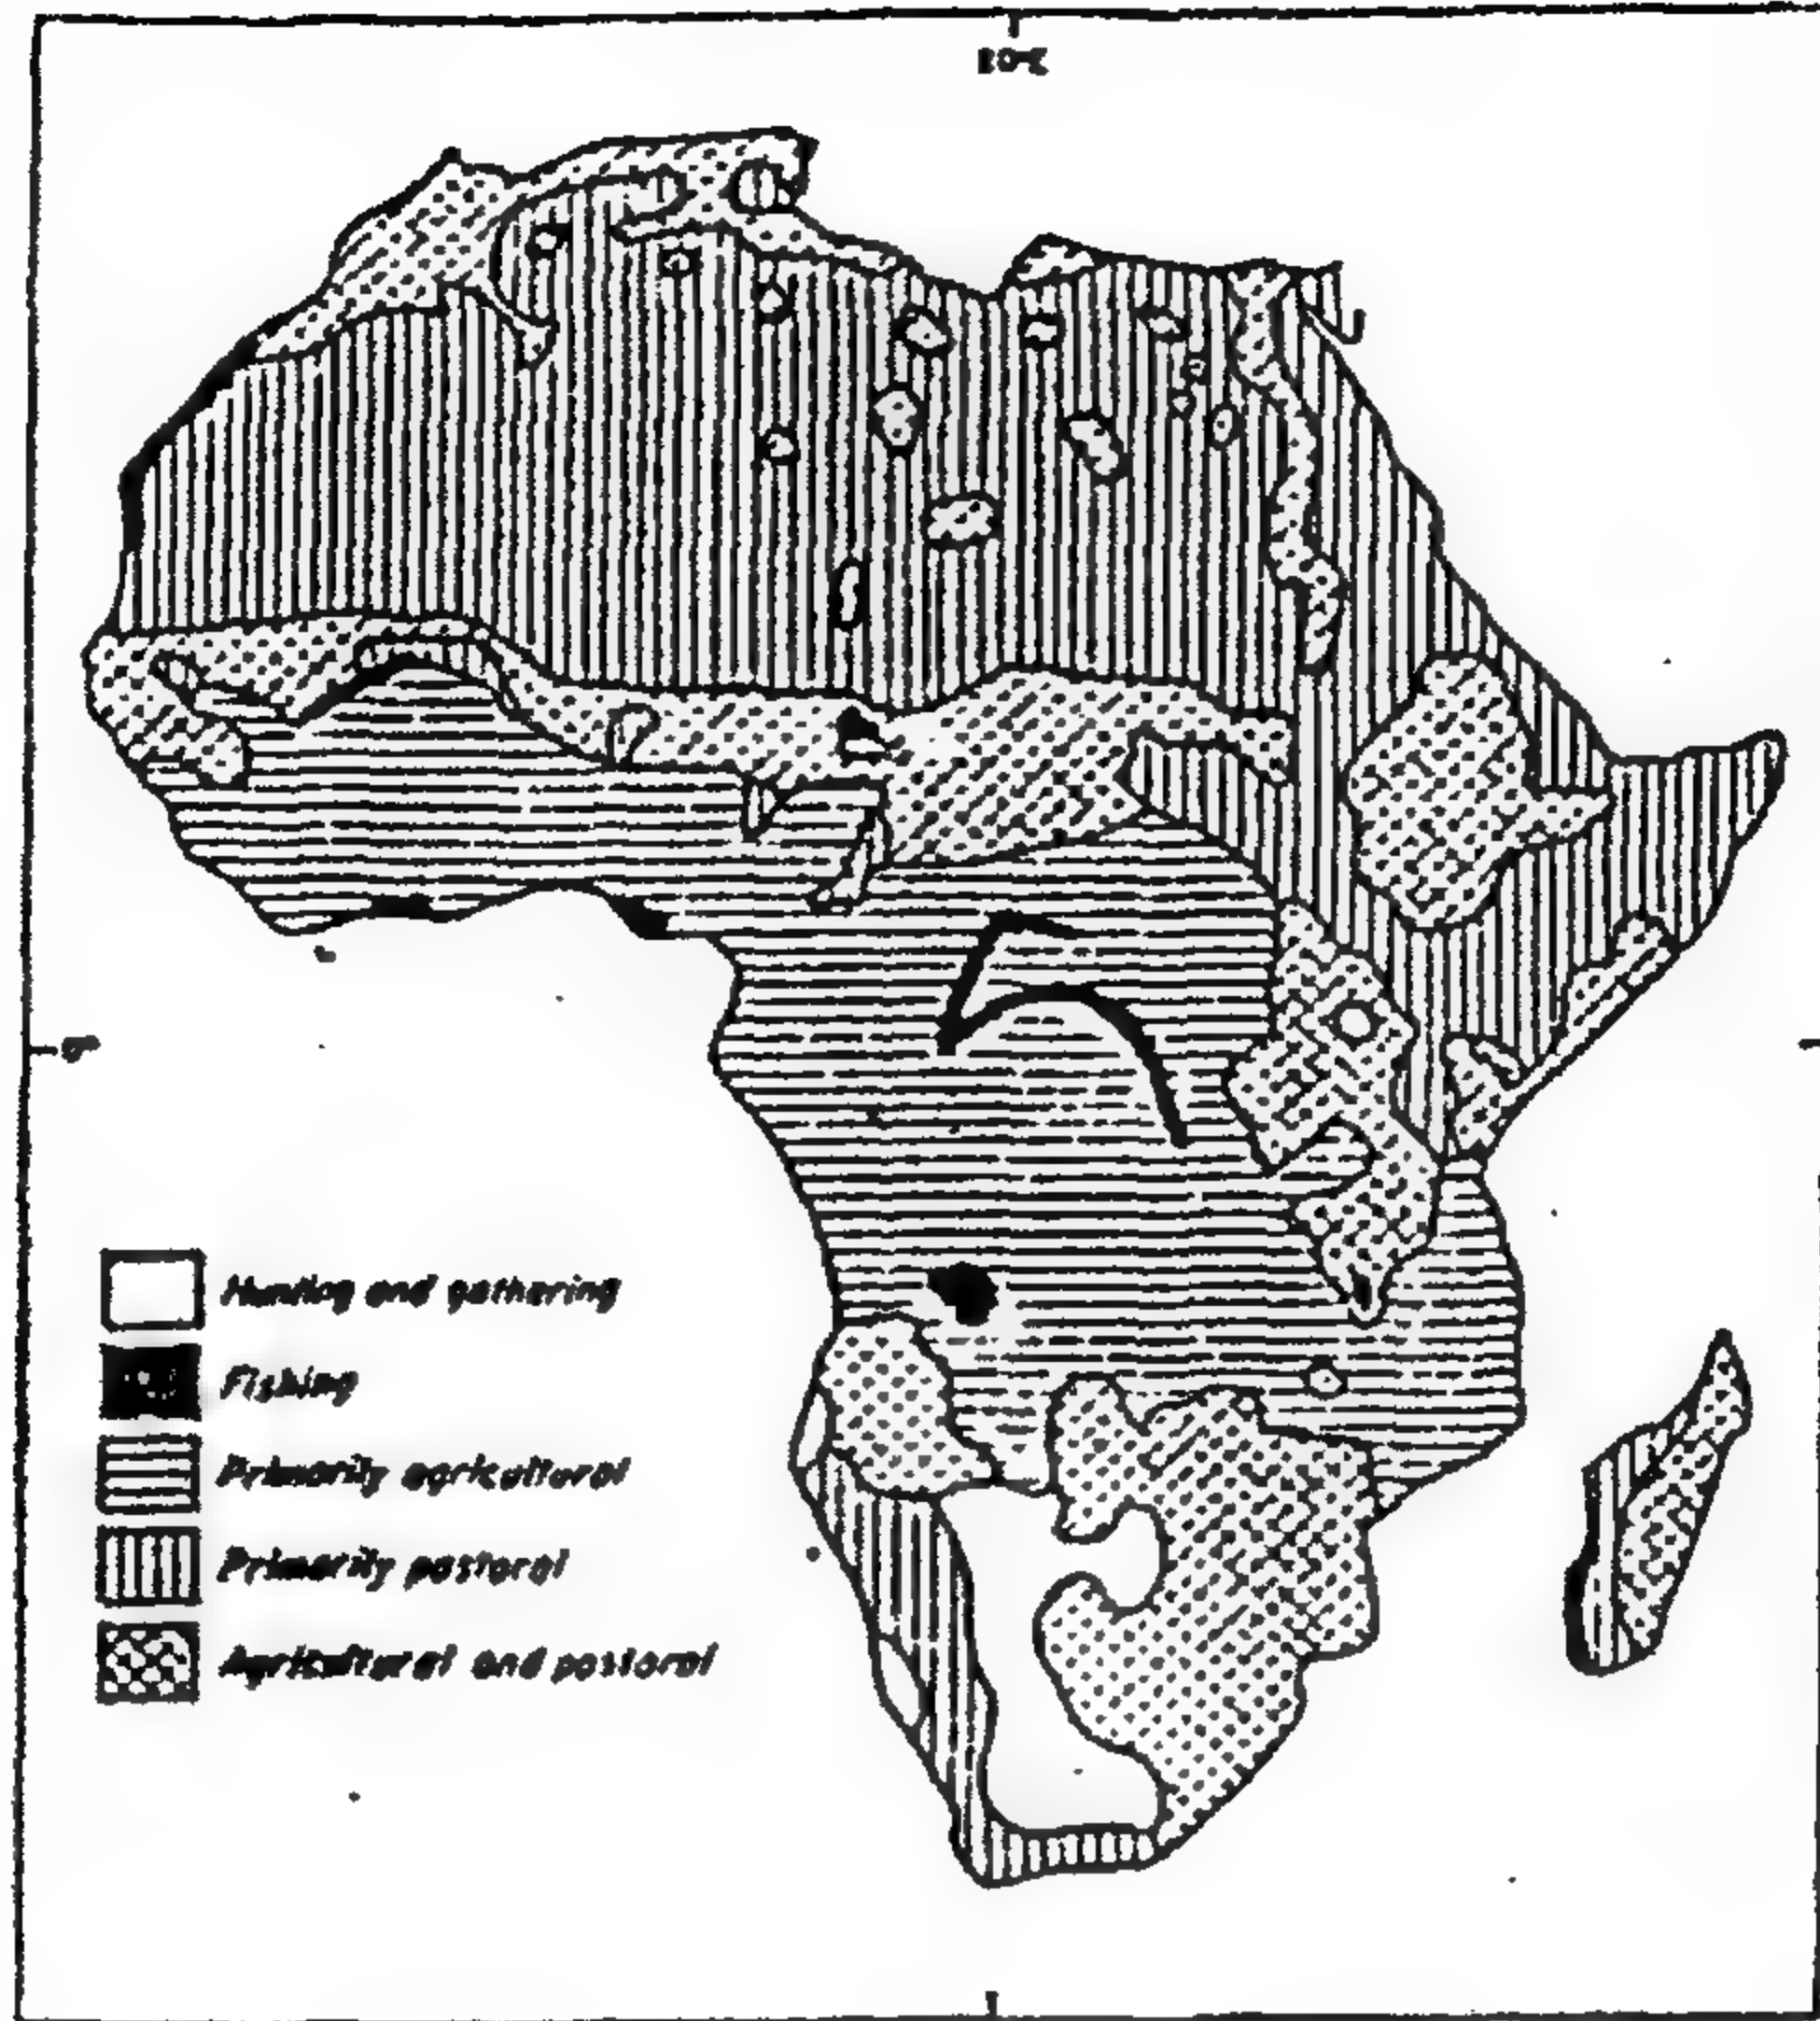 Hunting and gathering
Fishing
Primarily agricultural
Primarily pastoral
Agricultural and pastoral